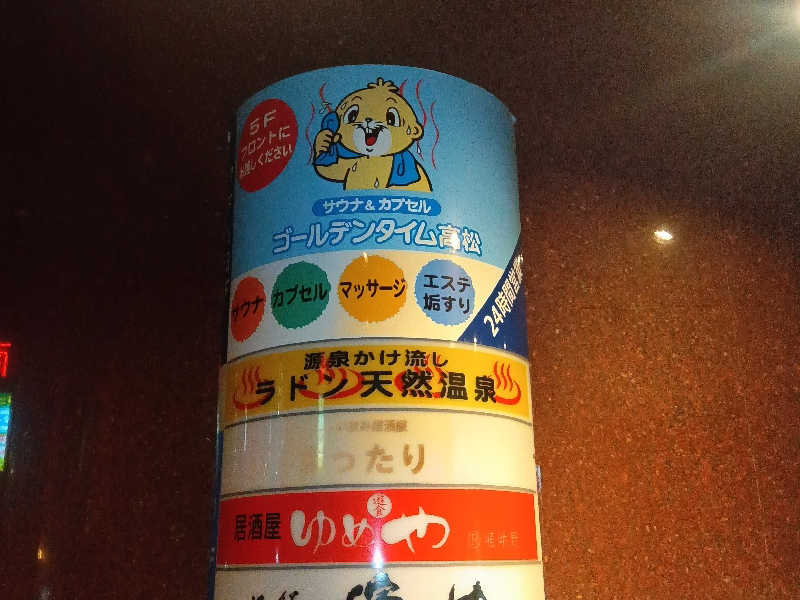 5F
フロントに
お越しください
サウナ＆カプセル
ゴールデンタイム高松
サウナ
カプセル
マッサージ
エステ
垢すり
24時間営業
源泉かけ流し
ラドン天然温泉
ったり
居酒屋
遊食
ゆめや